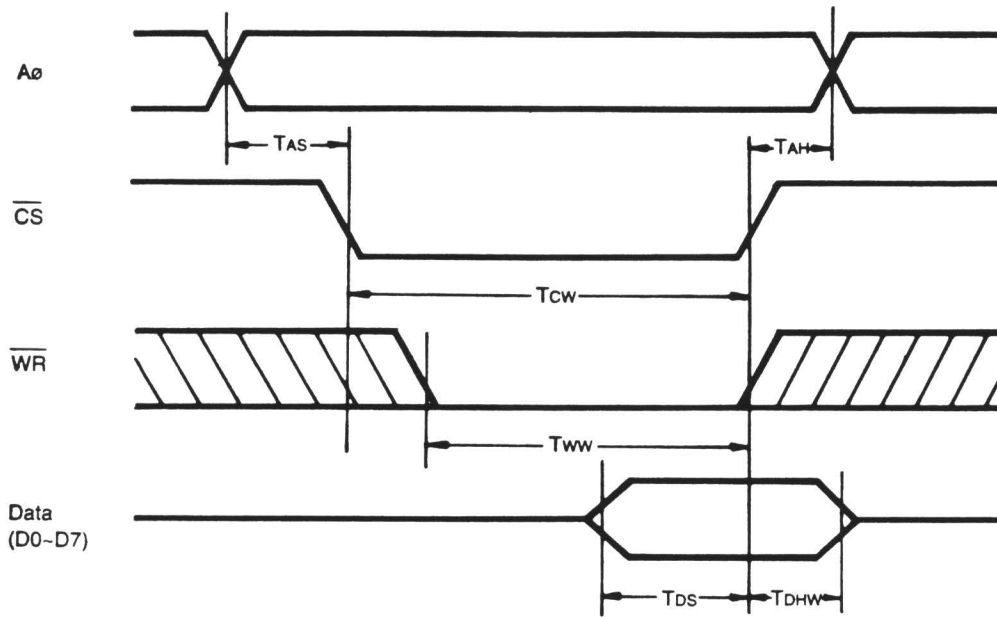 Aø
TAS
TAH
CS
TCW
WR
TWW
Data
(D0~D7)
TDS
TDHW